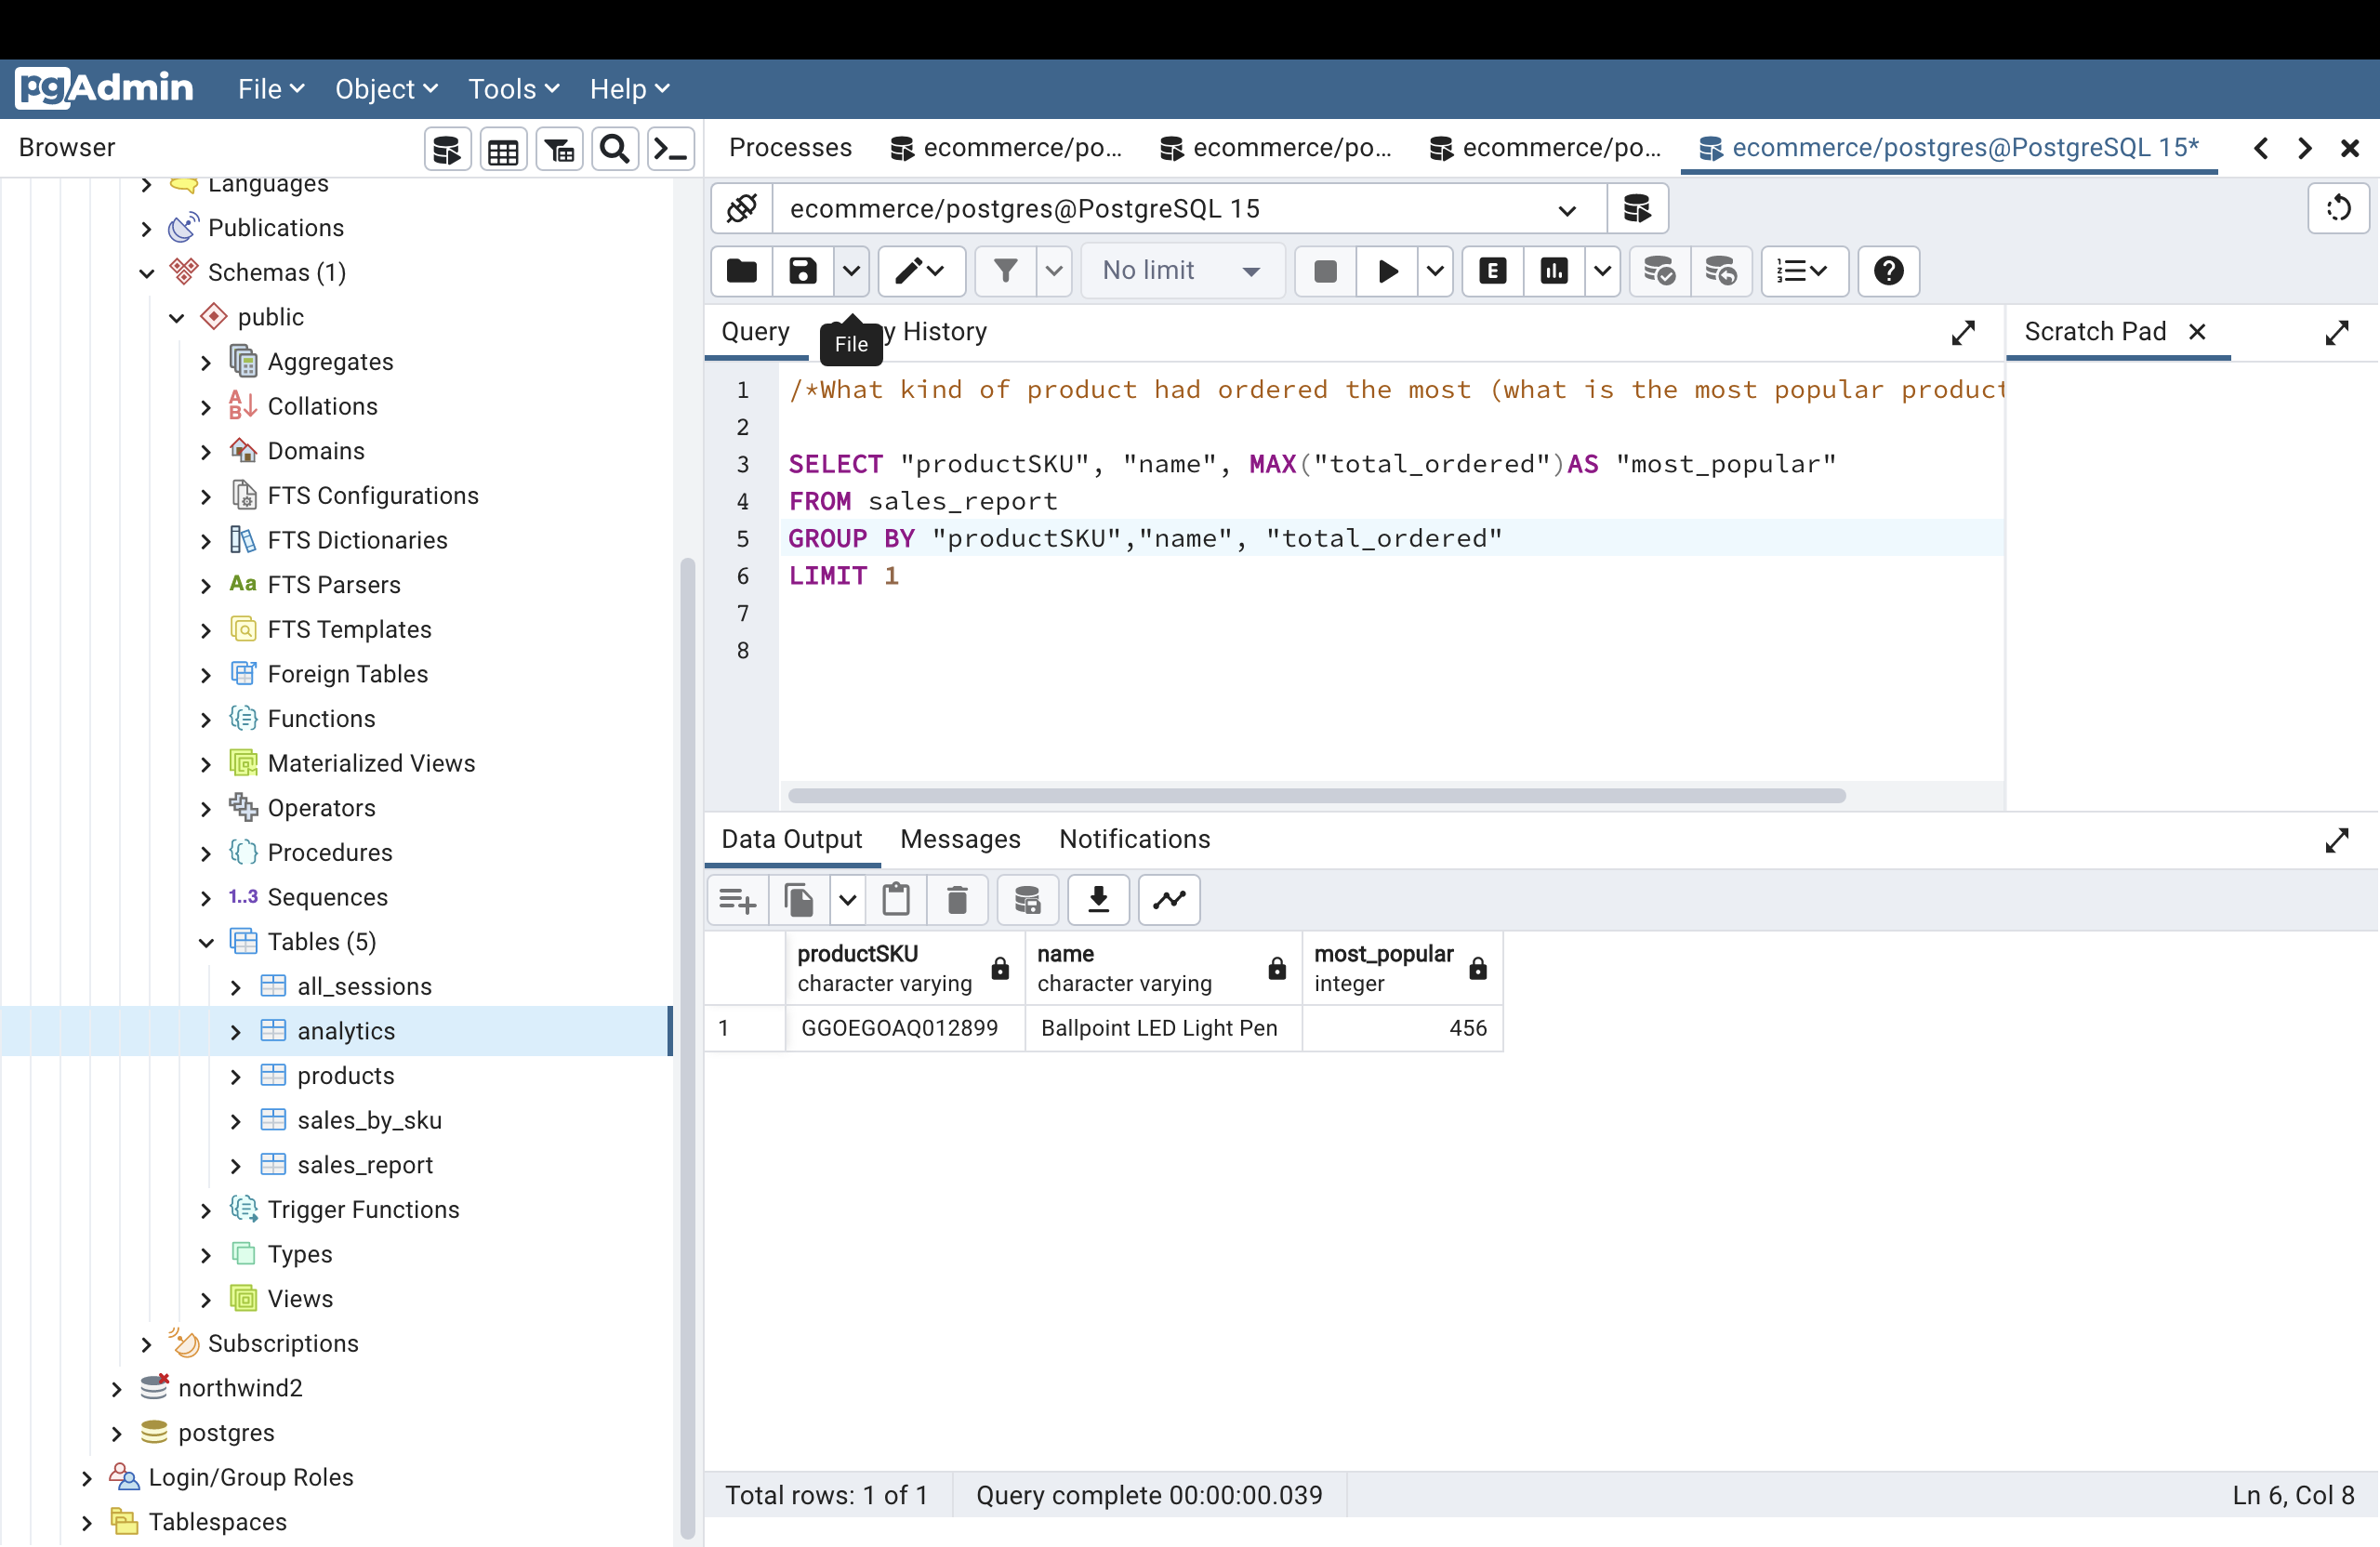 pgAdmin File Object Tools Help
Browser
Processes ecommerce/po... ecommerce/po... ecommerce/po... ecommerce/postgres@PostgreSQL 15*
ecommerce/postgres@PostgreSQL 15
No limit
E
Query y History
File
Scratch Pad
1 /*What kind of product had ordered the most (what is the most popular product
2
3 SELECT "productSKU", "name", MAX("total_ordered")AS "most_popular"
4 FROM sales_report
5 GROUP BY "productSKU","name", "total_ordered"
6 LIMIT 1
7
8
Data Output Messages Notifications
productSKU name most_popular
character varying character varying integer
1 GGOEGOAQ012899 Ballpoint LED Light Pen 456
Total rows: 1 of 1 Query complete 00:00:00.039 Ln 6, Col 8
Languages
Publications
Schemas (1)
public
Aggregates
Collations
Domains
FTS Configurations
FTS Dictionaries
Aa FTS Parsers
FTS Templates
Foreign Tables
Functions
Materialized Views
Operators
Procedures
1..3 Sequences
Tables (5)
all_sessions
analytics
products
sales_by_sku
sales_report
Trigger Functions
Types
Views
Subscriptions
northwind2
postgres
Login/Group Roles
Tablespaces